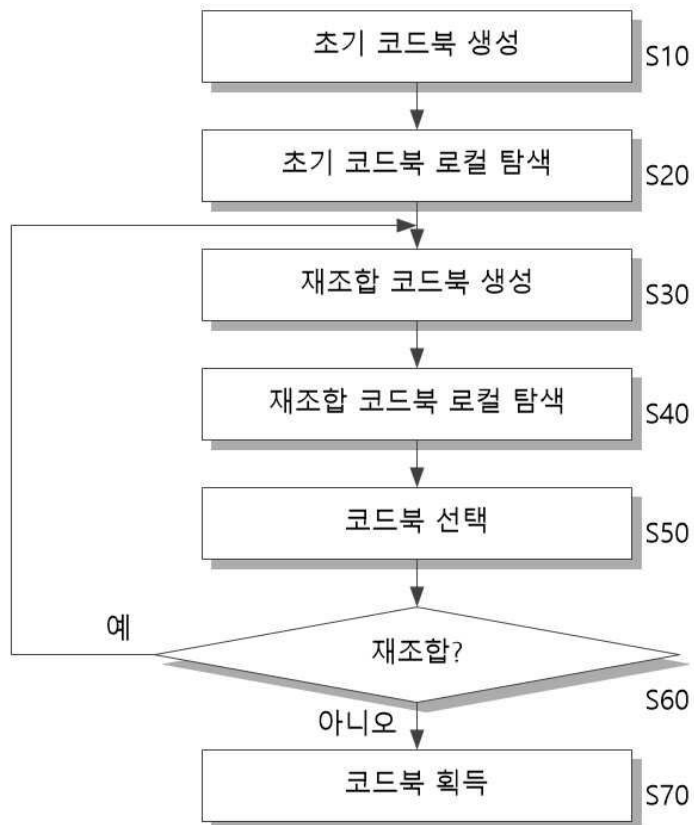 초기 코드북 생성
S10
초기 코드북 로컬 탐색
S20
재조합 코드북 생성
S30
재조합 코드북 로컬 탐색
S40
코드북 선택
S50
예
재조합?
S60
아니오
코드북 획득
S70